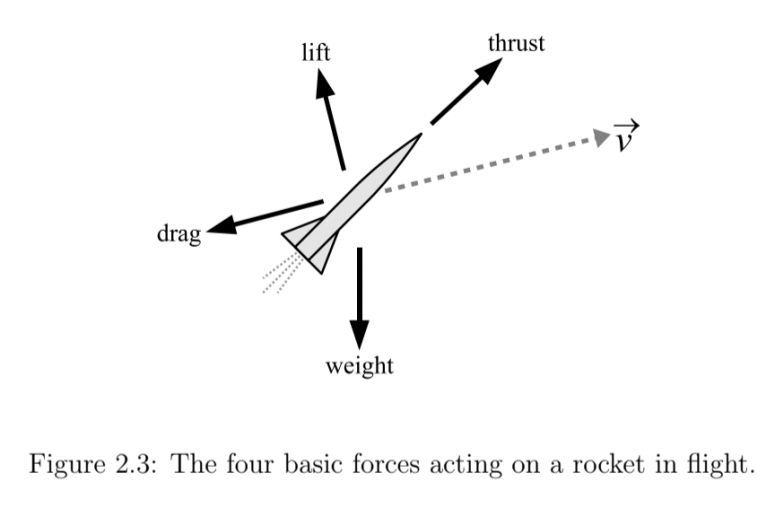 thrust
lift
v
drag
weight
Figure 2.3: The four basic forces acting on a rocket in flight.